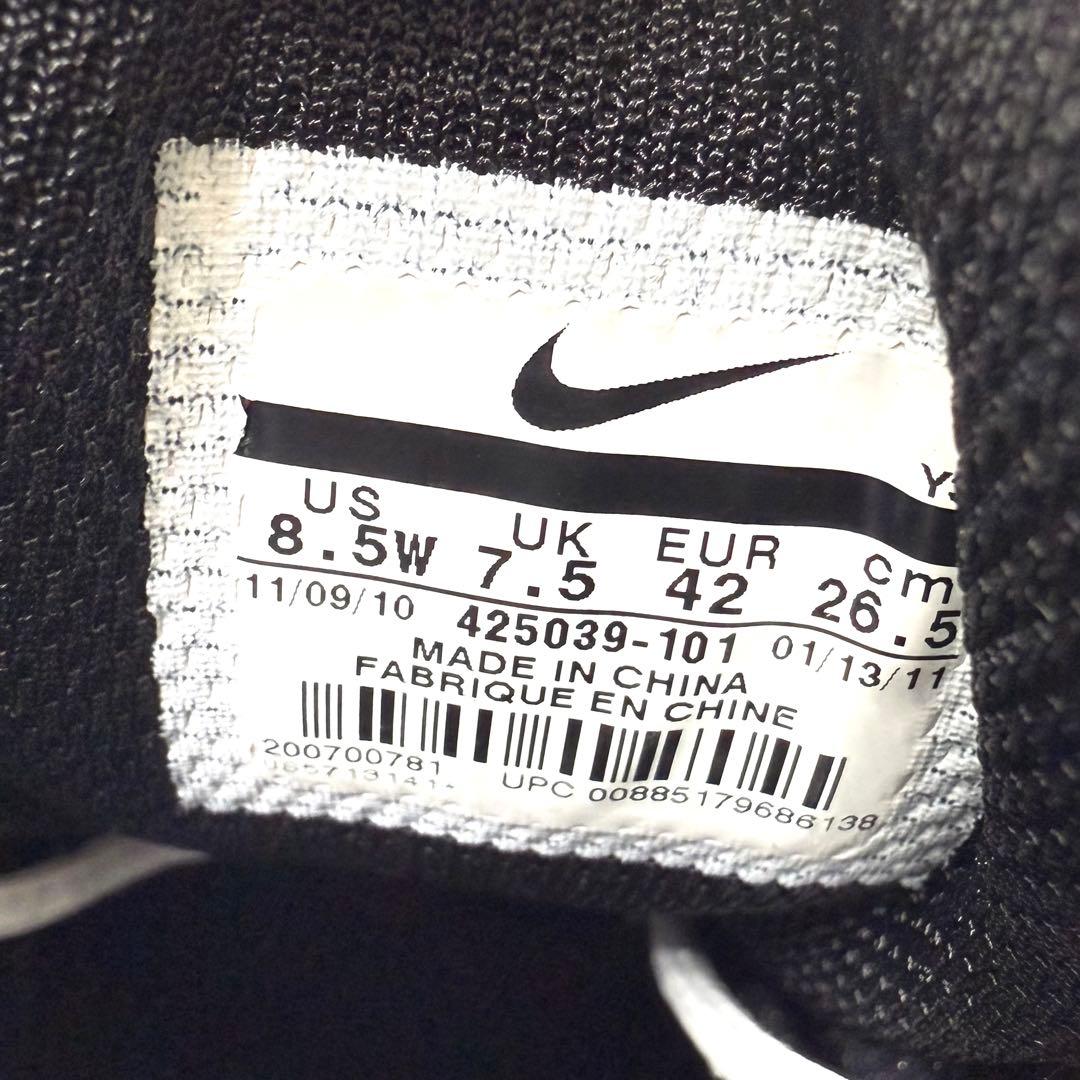 US UK EUR cm
8.5W 7.5 42 26.5
11/09/10 425039-101 01/13/11
MADE IN CHINA
FABRIQUE EN CHINE
200700781
UPC 00885179686138